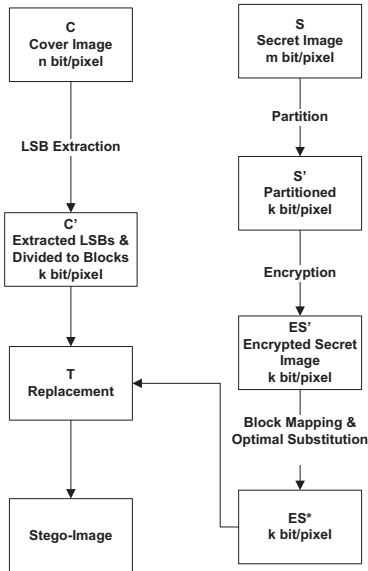 C
Cover Image
n bit/pixel
LSB Extraction
C’
Extracted LSBs &
Divided to Blocks
k bit/pixel
T
Replacement
Stego-Image
S
Secret Image
m bit/pixel
Partition
S’
Partitioned
k bit/pixel
Encryption
ES’
Encrypted Secret
Image
k bit/pixel
Block Mapping &
Optimal Substitution
ES*
k bit/pixel